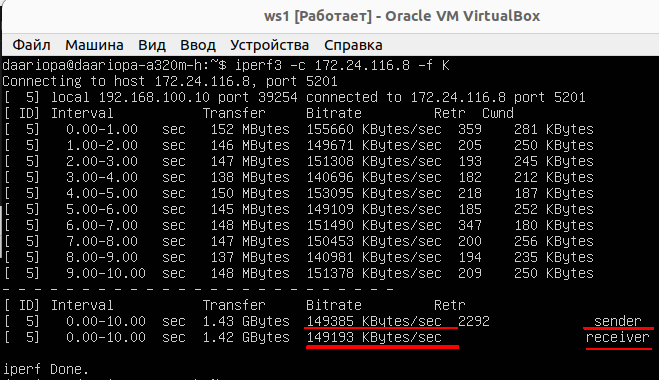 ws1 [Работает] - Oracle VM VirtualBox
Файл Машина Вид Ввод Устройства Справка
daariopa@daariopa-a320m-h:~$ iperf3 -c 172.24.116.8 -f K
Connecting to host 172.24.116.8, port 5201
[  5] local 192.168.100.10 port 39254 connected to 172.24.116.8 port 5201
[ ID] Interval           Transfer     Bitrate         Retr  Cwnd
[  5]   0.00-1.00   sec   152 MBytes  155660 KBytes/sec  359    281 KBytes
[  5]   1.00-2.00   sec   146 MBytes  149671 KBytes/sec  205    250 KBytes
[  5]   2.00-3.00   sec   147 MBytes  151308 KBytes/sec  193    245 KBytes
[  5]   3.00-4.00   sec   138 MBytes  140696 KBytes/sec  182    212 KBytes
[  5]   4.00-5.00   sec   150 MBytes  153095 KBytes/sec  218    187 KBytes
[  5]   5.00-6.00   sec   145 MBytes  149109 KBytes/sec  185    252 KBytes
[  5]   6.00-7.00   sec   148 MBytes  151490 KBytes/sec  347    180 KBytes
[  5]   7.00-8.00   sec   147 MBytes  150453 KBytes/sec  200    256 KBytes
[  5]   8.00-9.00   sec   137 MBytes  140981 KBytes/sec  194    235 KBytes
[  5]   9.00-10.00  sec   148 MBytes  151378 KBytes/sec  209    250 KBytes
- - - - - - - - - - - - - - - - - - - - - - - - -
[ ID] Interval           Transfer     Bitrate         Retr
[  5]   0.00-10.00  sec  1.43 GBytes  149385 KBytes/sec  2292             sender
[  5]   0.00-10.00  sec  1.42 GBytes  149193 KBytes/sec                  receiver
iperf Done.